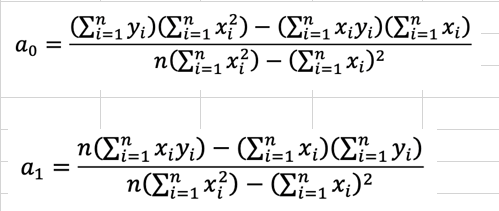 a₀ = (∑ⁿᵢ₌₁ yᵢ)(∑ⁿᵢ₌₁ xᵢ²) − (∑ⁿᵢ₌₁ xᵢyᵢ)(∑ⁿᵢ₌₁ xᵢ) / n(∑ⁿᵢ₌₁ xᵢ²) − (∑ⁿᵢ₌₁ xᵢ)²
a₁ = n(∑ⁿᵢ₌₁ xᵢyᵢ) − (∑ⁿᵢ₌₁ xᵢ)(∑ⁿᵢ₌₁ yᵢ) / n(∑ⁿᵢ₌₁ xᵢ²) − (∑ⁿᵢ₌₁ xᵢ)²